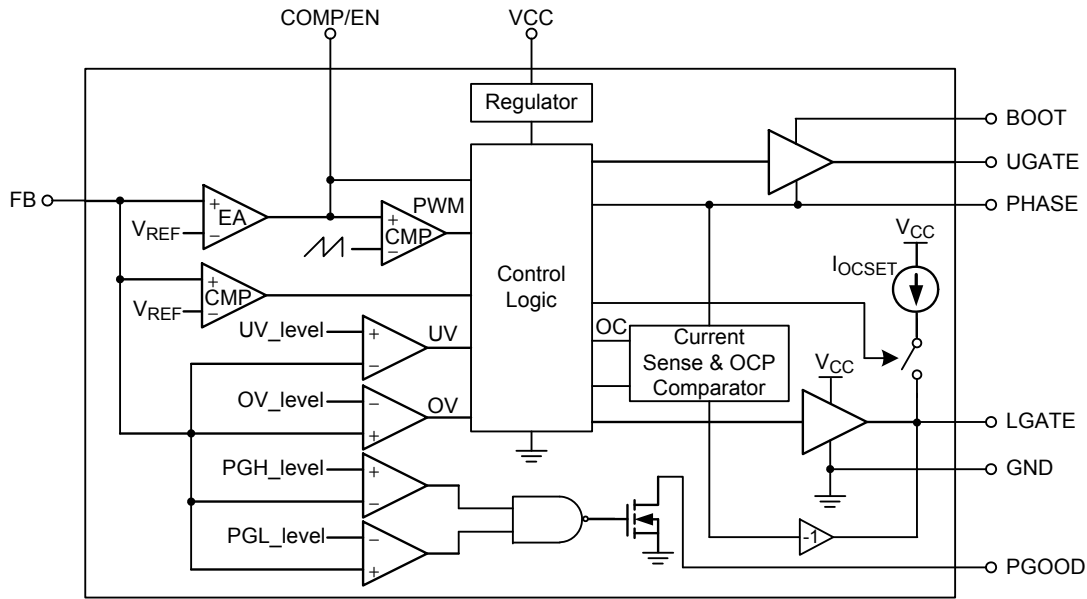 COMP/EN
VCC
Regulator
BOOT
UGATE
PHASE
FB
+
EA
−
VREF
PWM
+
CMP
−
VCC
IOCSET
+
CMP
−
VREF
Control
Logic
UV_level
+
−
UV
OC
Current
Sense & OCP
Comparator
VCC
OV_level
−
+
OV
LGATE
GND
PGH_level
+
−
PGL_level
−
+
-1
PGOOD